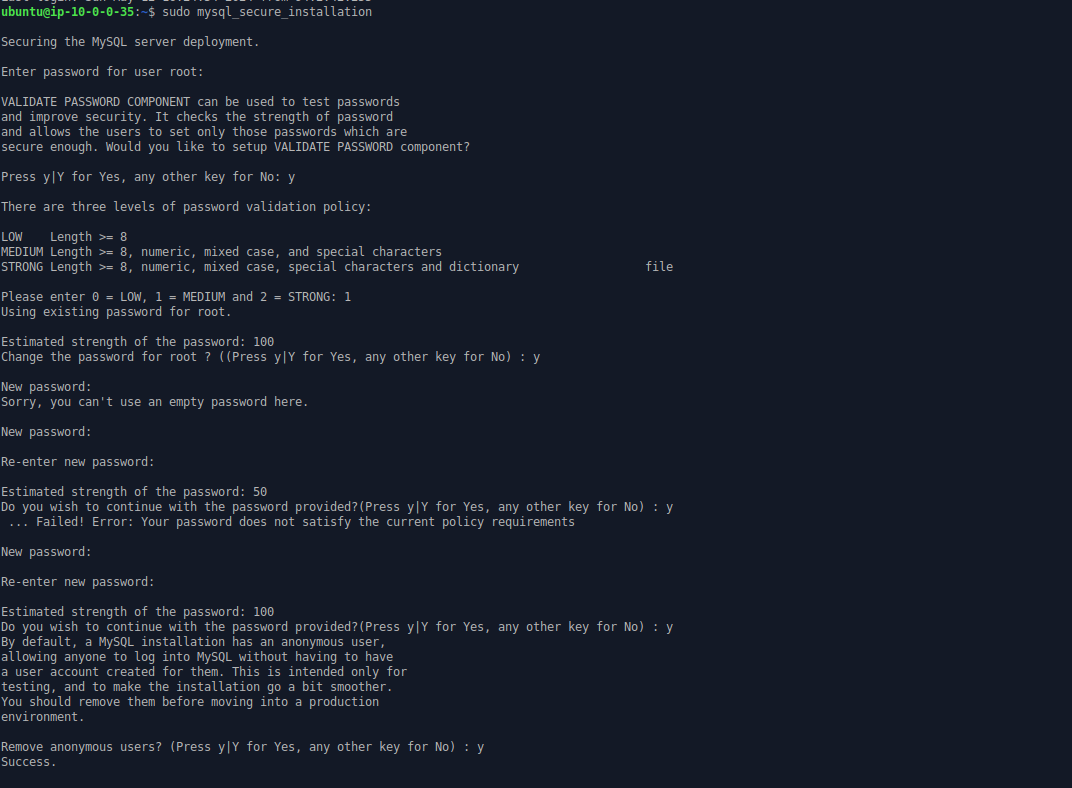 ubuntu@ip-10-0-0-35:~$ sudo mysql_secure_installation
Securing the MySQL server deployment.
Enter password for user root:
VALIDATE PASSWORD COMPONENT can be used to test passwords
and improve security. It checks the strength of password
and allows the users to set only those passwords which are
secure enough. Would you like to setup VALIDATE PASSWORD component?
Press y|Y for Yes, any other key for No: y
There are three levels of password validation policy:
LOW    Length >= 8
MEDIUM Length >= 8, numeric, mixed case, and special characters
STRONG Length >= 8, numeric, mixed case, special characters and dictionary                  file
Please enter 0 = LOW, 1 = MEDIUM and 2 = STRONG: 1
Using existing password for root.
Estimated strength of the password: 100
Change the password for root ? ((Press y|Y for Yes, any other key for No) : y
New password:
Sorry, you can't use an empty password here.
New password:
Re-enter new password:
Estimated strength of the password: 50
Do you wish to continue with the password provided?(Press y|Y for Yes, any other key for No) : y
 ... Failed! Error: Your password does not satisfy the current policy requirements
New password:
Re-enter new password:
Estimated strength of the password: 100
Do you wish to continue with the password provided?(Press y|Y for Yes, any other key for No) : y
By default, a MySQL installation has an anonymous user,
allowing anyone to log into MySQL without having to have
a user account created for them. This is intended only for
testing, and to make the installation go a bit smoother.
You should remove them before moving into a production
environment.
Remove anonymous users? (Press y|Y for Yes, any other key for No) : y
Success.